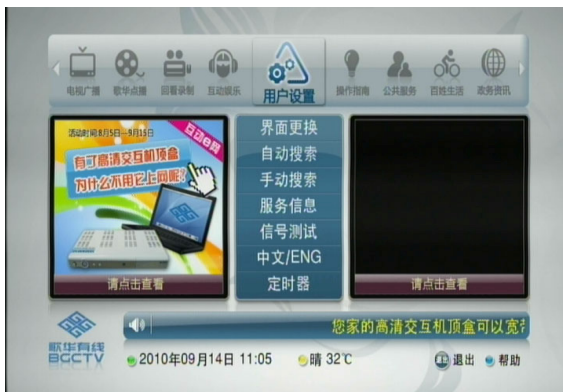 电视广播
歌华点播
回看录制
互动娱乐
用户设置
操作指南
公共服务
百姓生活
政务资讯
活动时间:8月5日--9月15日
互动e网
有了高清交互机顶盒
为什么不用它上网呢?
请点击查看
界面更换
自动搜索
手动搜索
服务信息
信号测试
中文/ENG
定时器
请点击查看
您家的高清交互机顶盒可以宽
歌华有线
BGCTV
2010年09月14日 11:05
晴 32℃
退出
帮助